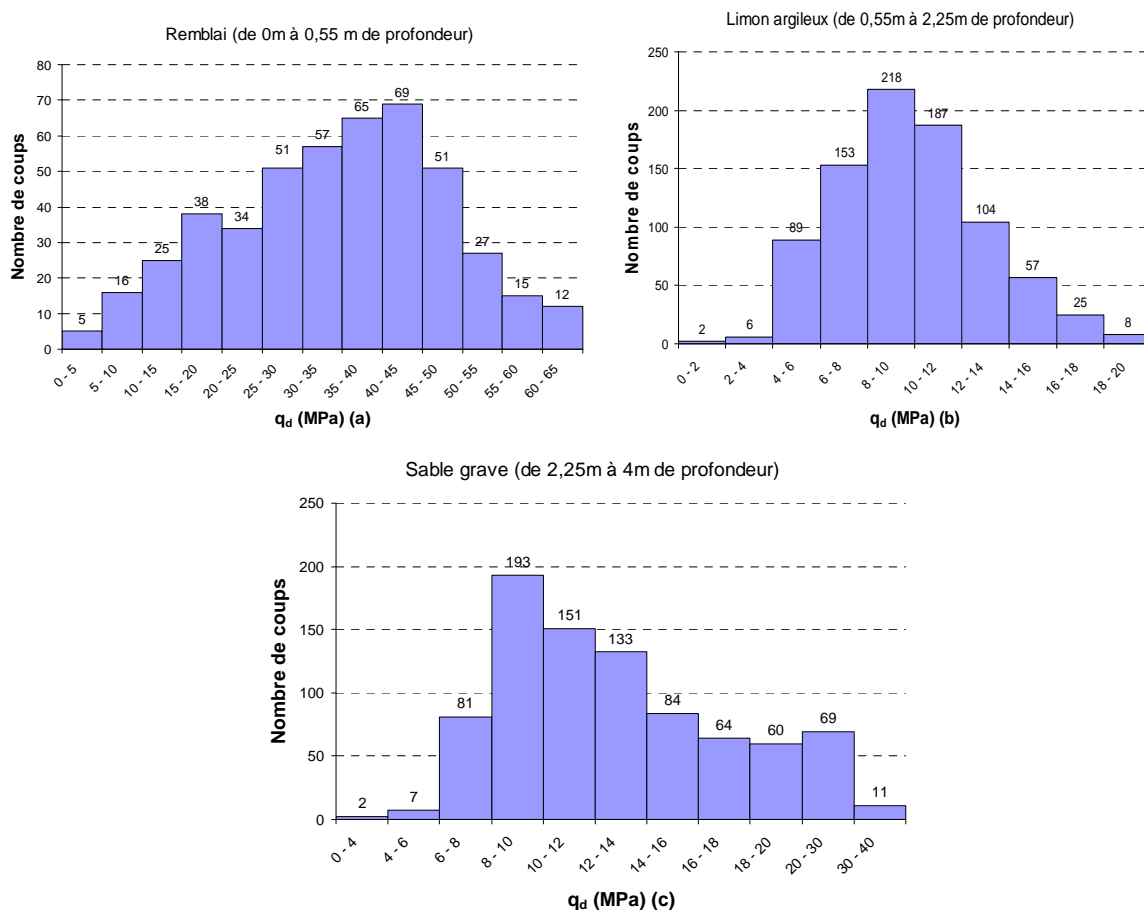 Remblai (de 0m à 0,55 m de profondeur)
Nombre de coups
80
70
60
50
40
30
20
10
0
5
16
25
38
34
51
57
65
69
51
27
15
12
0 - 5
5 - 10
10 - 15
15 - 20
20 - 25
25 - 30
30 - 35
35 - 40
40 - 45
45 - 50
50 - 55
55 - 60
60 - 65
qd (MPa) (a)
Limon argileux (de 0,55m à 2,25m de profondeur)
Nombre de coups
250
200
150
100
50
0
2
6
89
153
218
187
104
57
25
8
0 - 2
2 - 4
4 - 6
6 - 8
8 - 10
10 - 12
12 - 14
14 - 16
16 - 18
18 - 20
qd (MPa) (b)
Sable grave (de 2,25m à 4m de profondeur)
Nombre de coups
250
200
150
100
50
0
2
7
81
193
151
133
84
64
60
69
11
0 - 4
4 - 6
6 - 8
8 - 10
10 - 12
12 - 14
14 - 16
16 - 18
18 - 20
20 - 30
30 - 40
qd (MPa) (c)